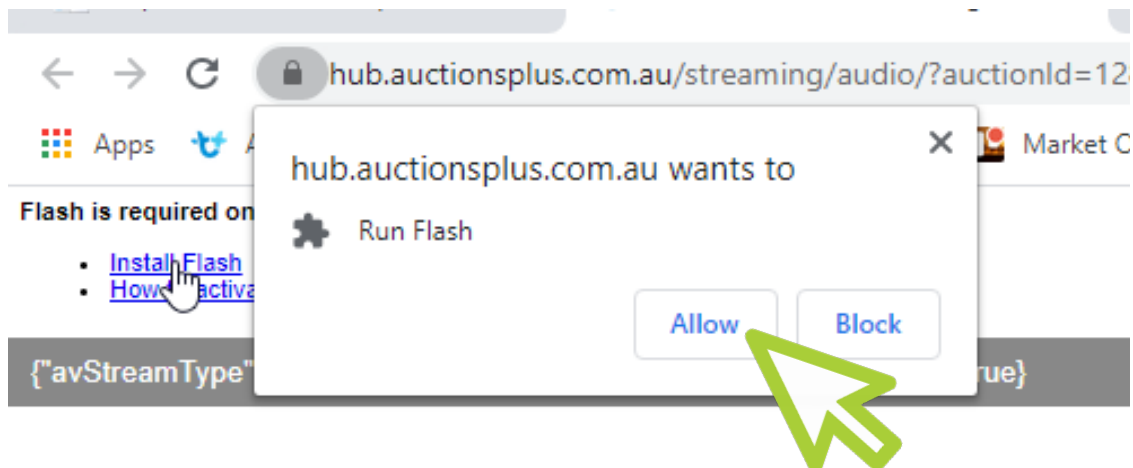 hub.auctionsplus.com.au/streaming/audio/?auctionId=12
Apps
Market
hub.auctionsplus.com.au wants to
Flash is required on
Run Flash
Install Flash
How
Allow Block
{"avStreamType"